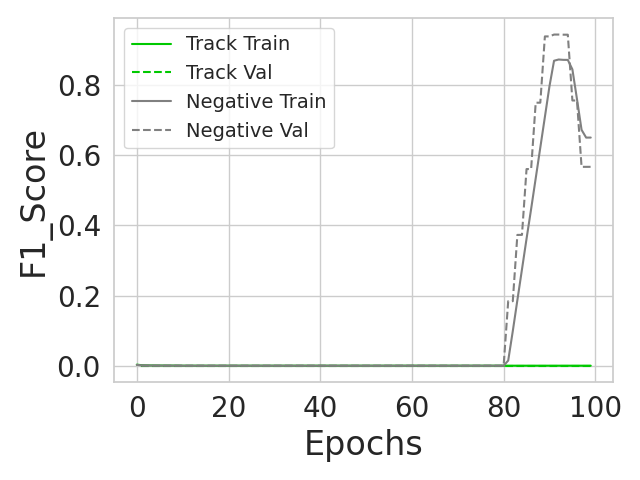 Track Train
Track Val
Negative Train
Negative Val
F1_Score
0.8
0.6
0.4
0.2
0.0
0 20 40 60 80 100
Epochs